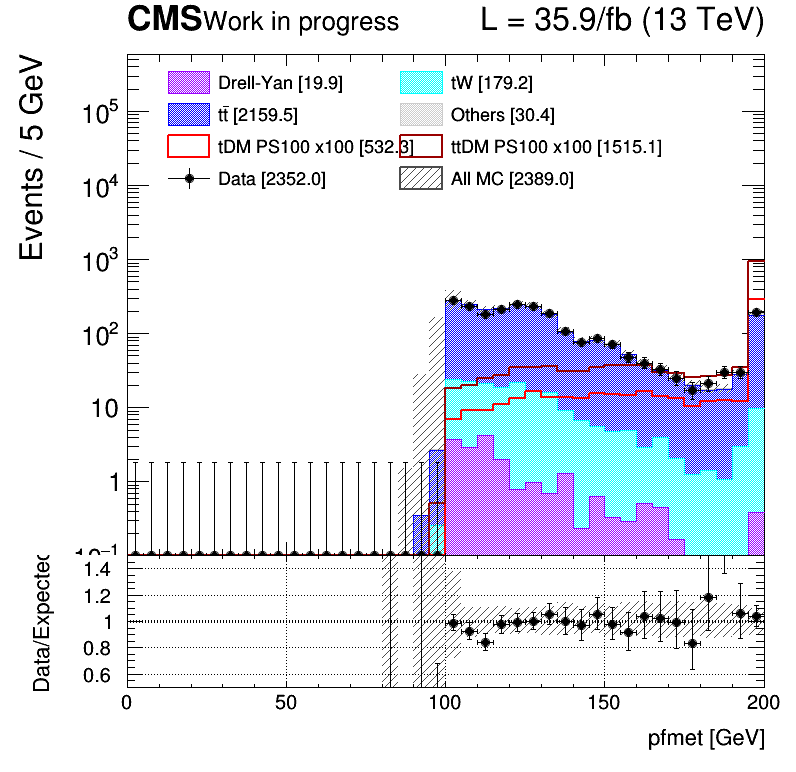 CMS Work in progress L = 35.9/fb (13 TeV)
Events / 5 GeV
Drell-Yan [19.9] tW [179.2]
tt̄ [2159.5] Others [30.4]
tDM PS100 x100 [532.3] ttDM PS100 x100 [1515.1]
Data [2352.0] All MC [2389.0]
10⁵
10⁴
10³
10²
10
1
10⁻¹
Data/Expected
1.4
1.2
1
0.8
0.6
0 50 100 150 200
pfmet [GeV]